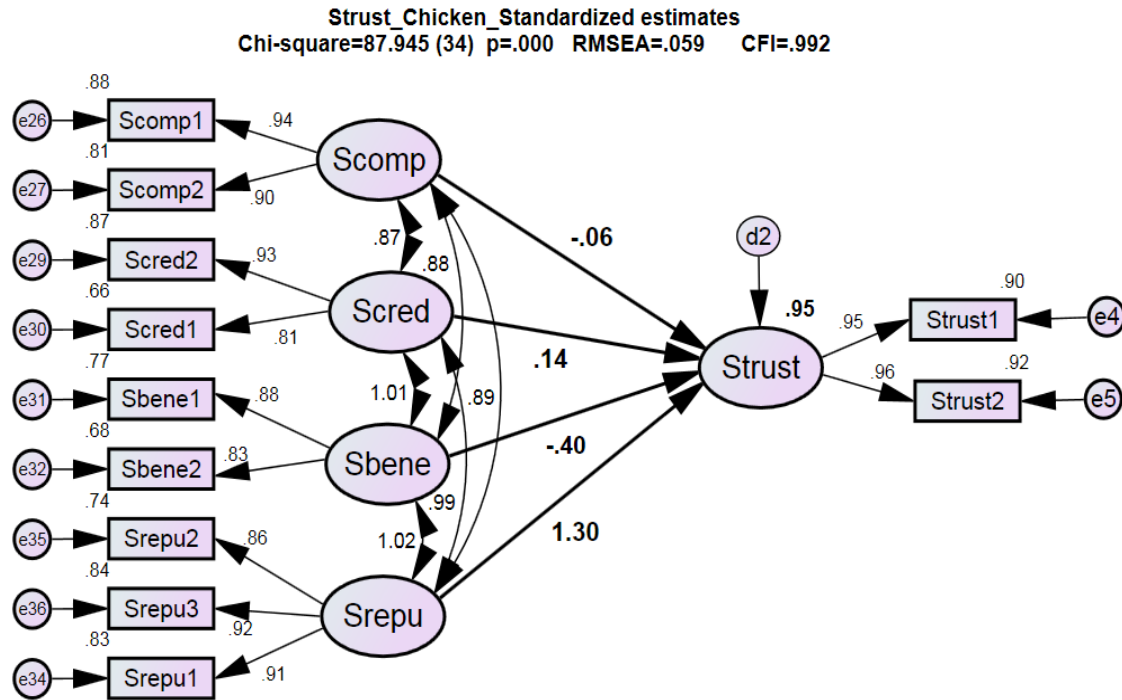 Strust_Chicken_Standardized estimates
Chi-square=87.945 (34) p=.000 RMSEA=.059 CFI=.992
.88
e26 Scomp1 .94
.81
e27 Scomp2 .90
Scomp
.87
e29 Scred2 .93
.66
e30 Scred1 .81
.87 .88
Scred
-.06
.14
d2
.95
Strust
.90
.95 Strust1 e4
.92
.96 Strust2 e5
.77
e31 Sbene1 .88
.68
e32 Sbene2 .83
1.01 .89
Sbene
-.40
.74
e35 Srepu2 .86
.84
e36 Srepu3 .92
.83
e34 Srepu1 .91
.99
1.02
Srepu
1.30